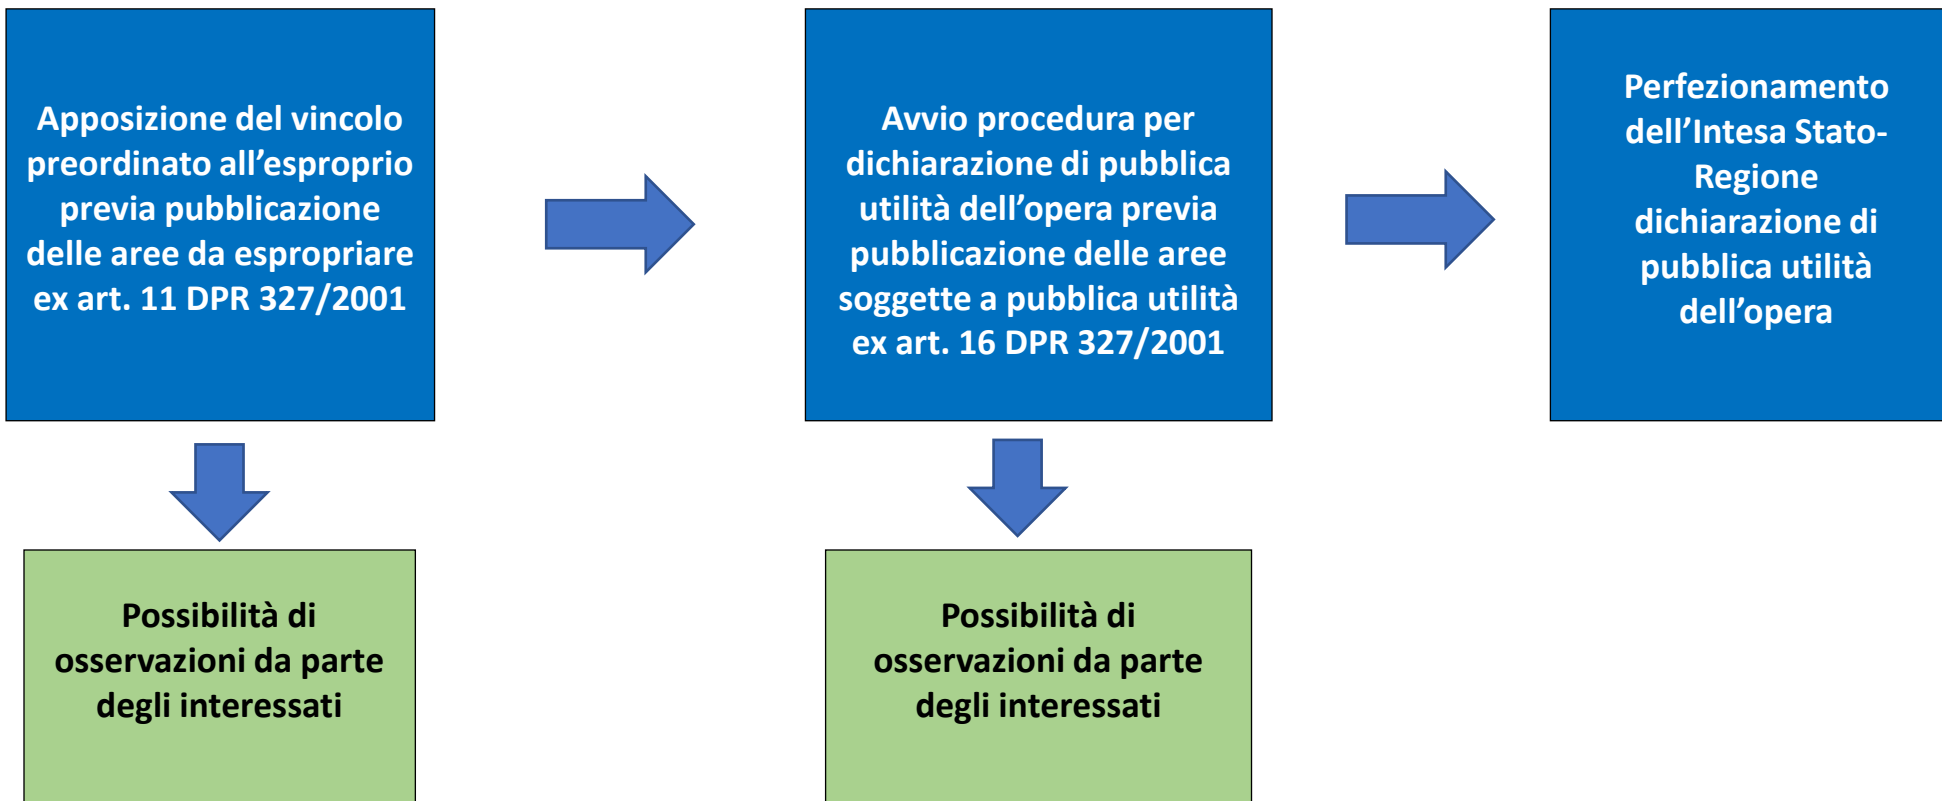 Apposizione del vincolo
preordinato all’esproprio
previa pubblicazione
delle aree da espropriare
ex art. 11 DPR 327/2001
Avvio procedura per
dichiarazione di pubblica
utilità dell’opera previa
pubblicazione delle aree
soggette a pubblica utilità
ex art. 16 DPR 327/2001
Perfezionamento
dell’Intesa Stato-
Regione
dichiarazione di
pubblica utilità
dell’opera
Possibilità di
osservazioni da parte
degli interessati
Possibilità di
osservazioni da parte
degli interessati